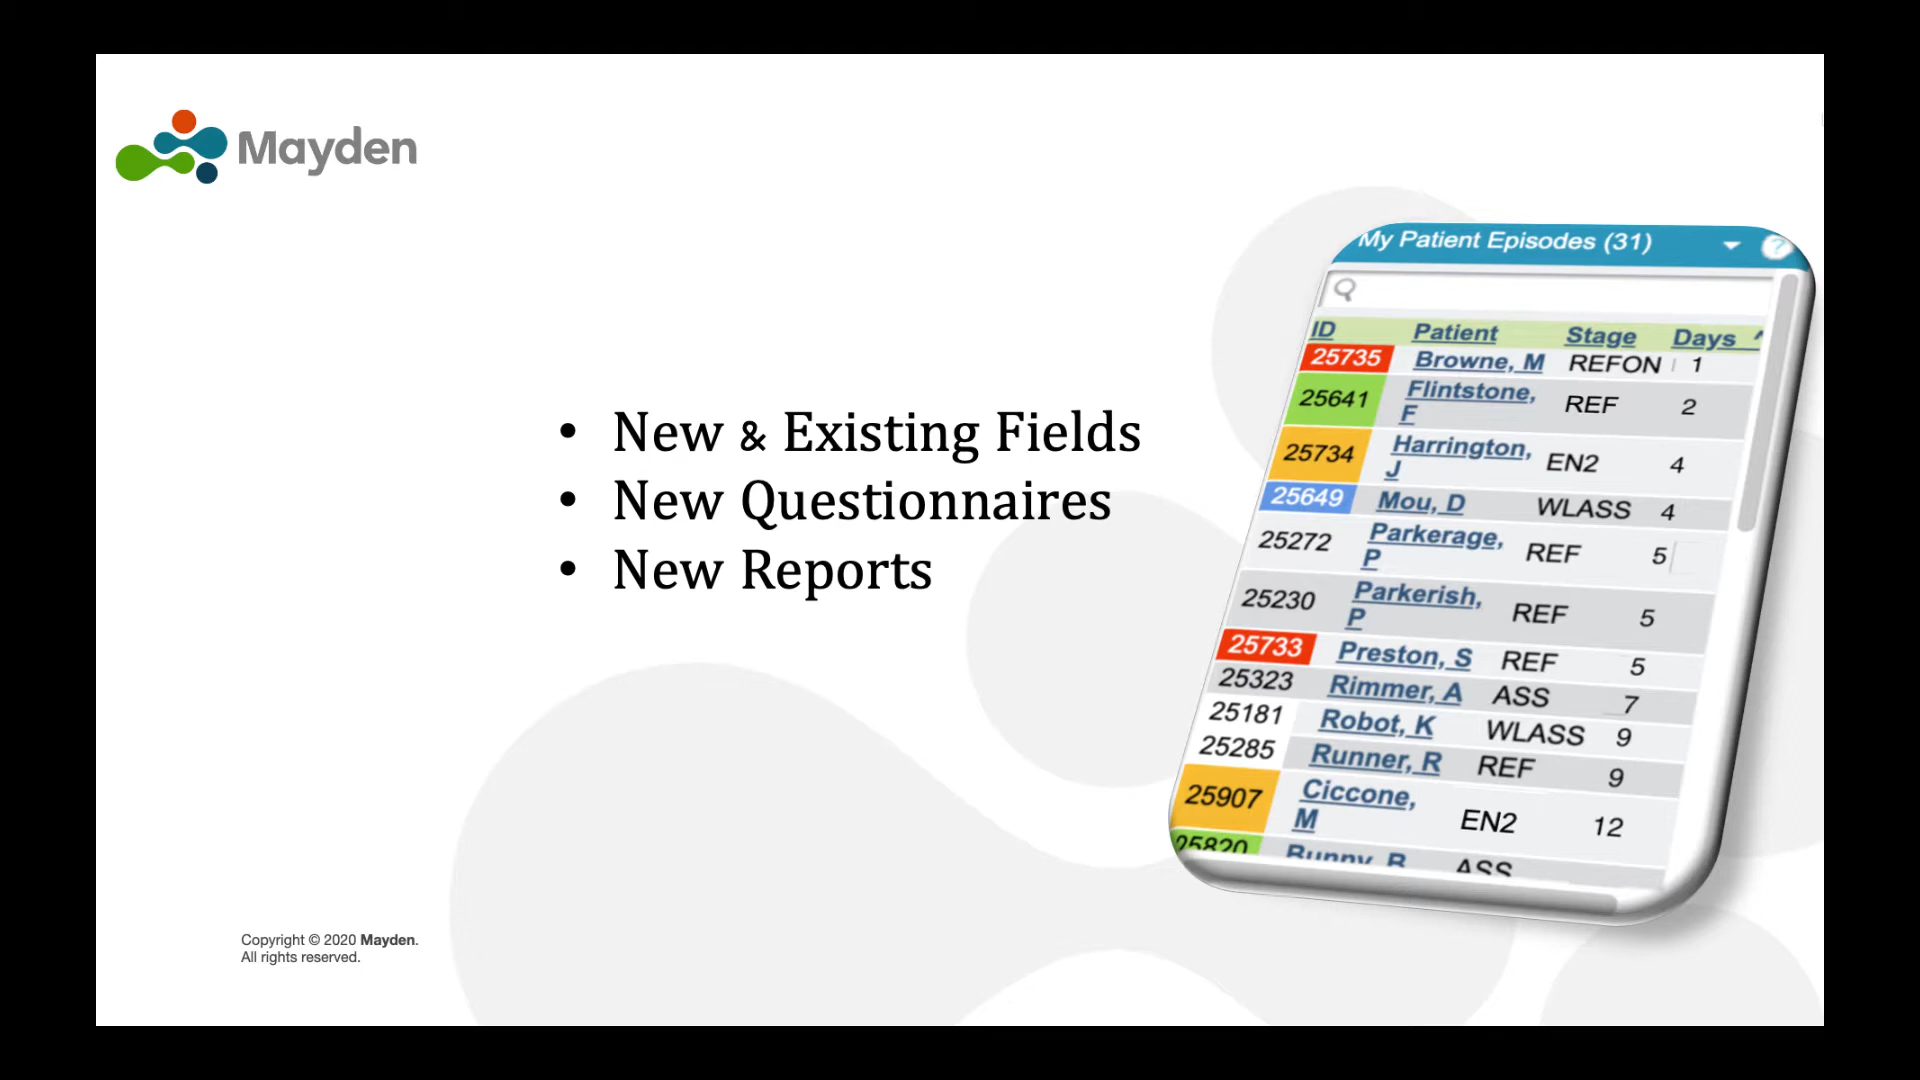 Mayden
• New & Existing Fields
• New Questionnaires
• New Reports
My Patient Episodes (31)
ID Patient Stage Days ^
25735 Browne, M REFON 1
25641 Flintstone, F REF 2
25734 Harrington, J EN2 4
25649 Mou, D WLASS 4
25272 Parkerage, P REF 5
25230 Parkerish, P REF 5
25733 Preston, S REF 5
25323 Rimmer, A ASS 7
25181 Robot, K WLASS 9
25285 Runner, R REF 9
25907 Ciccone, M EN2 12
25820 Bunny, B ASS
Copyright © 2020 Mayden.
All rights reserved.